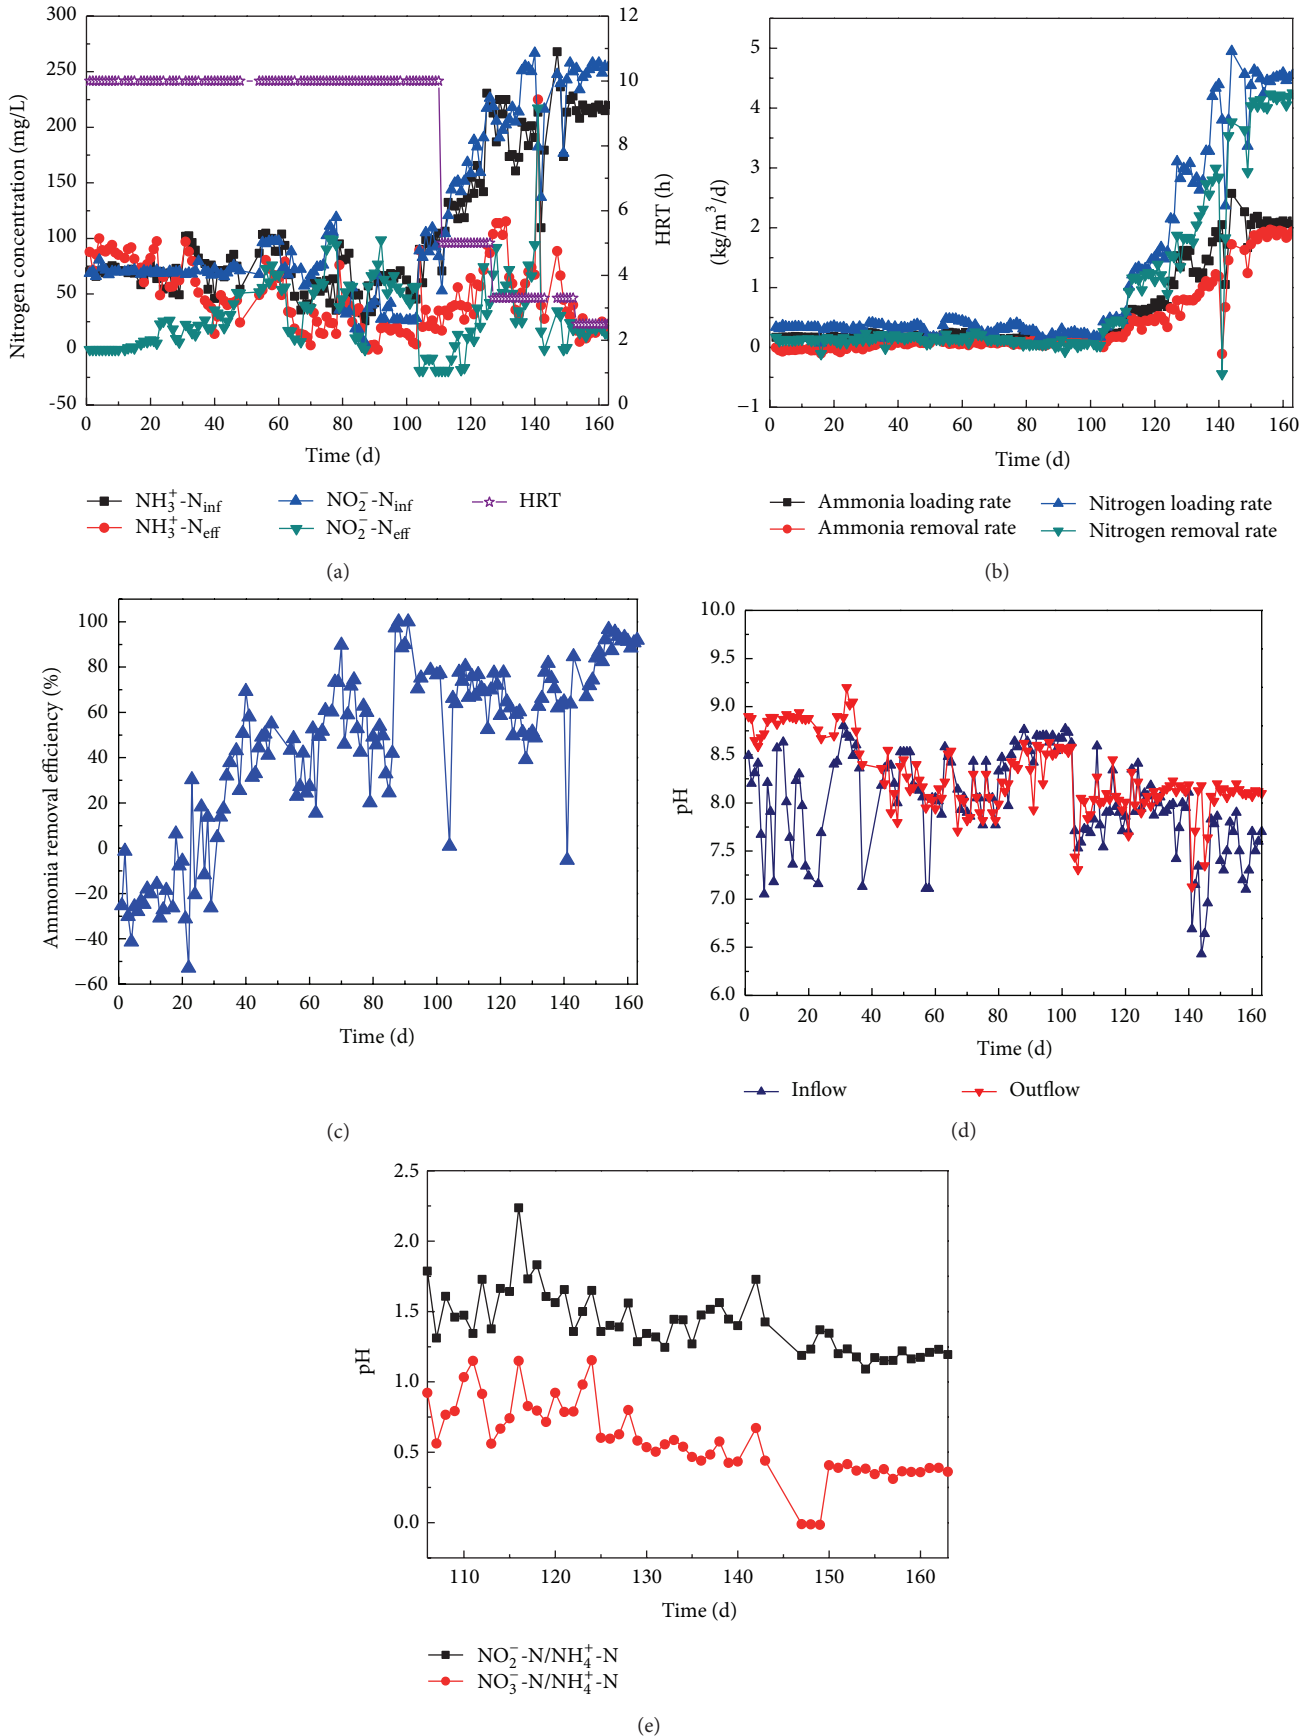 300
250
200
150
100
50
0
-50
Nitrogen concentration (mg/L)
12
10
8
6
4
2
0
HRT (h)
0 20 40 60 80 100 120 140 160
Time (d)
NH₃⁺-N_inf NO₂⁻-N_inf HRT
NH₃⁺-N_eff NO₂⁻-N_eff
(a)
5
4
3
2
1
0
−1
(kg/m³/d)
0 20 40 60 80 100 120 140 160
Time (d)
Ammonia loading rate Nitrogen loading rate
Ammonia removal rate Nitrogen removal rate
(b)
100
80
60
40
20
0
−20
−40
−60
Ammonia removal efficiency (%)
0 20 40 60 80 100 120 140 160
Time (d)
(c)
10.0
9.5
9.0
8.5
8.0
7.5
7.0
6.5
6.0
pH
0 20 40 60 80 100 120 140 160
Time (d)
Inflow Outflow
(d)
2.5
2.0
1.5
1.0
0.5
0.0
pH
110 120 130 140 150 160
Time (d)
NO₂⁻-N/NH₄⁺-N
NO₃⁻-N/NH₄⁺-N
(e)